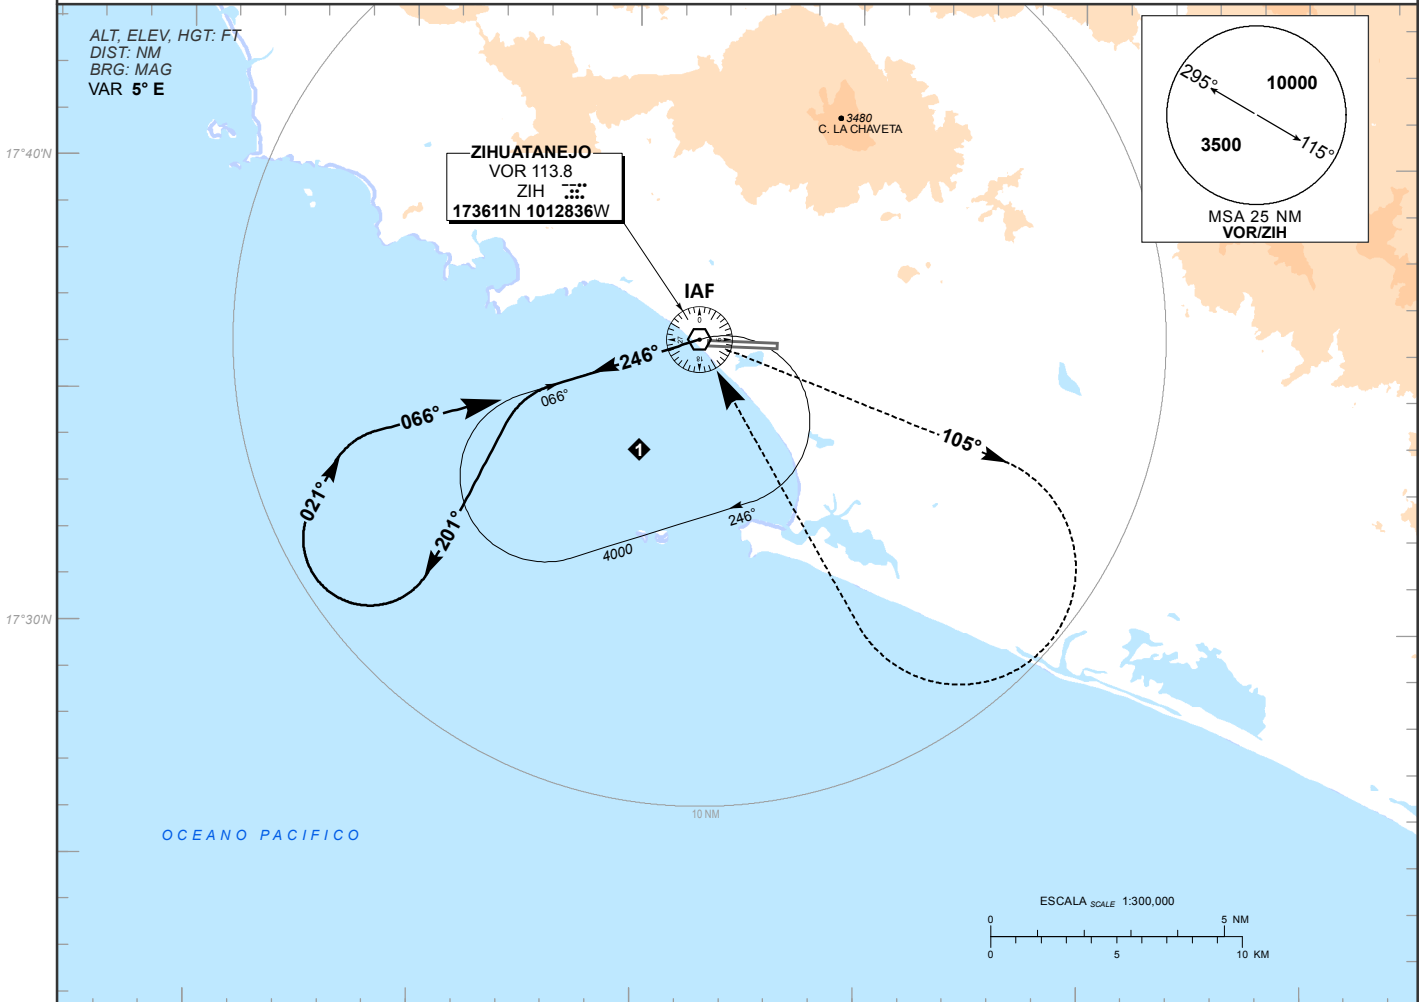 ALT, ELEV, HGT: FT
DIST: NM
BRG: MAG
VAR 5° E
295°
10000
3500
115°
MSA 25 NM
VOR/ZIH
3480
C. LA CHAVETA
17°40'N
ZIHUATANEJO
VOR 113.8
ZIH
173611N 1012836W
IAF
0
18
27
246°
066°
066°
105°
1
021°
201°
246°
4000
17°30'N
10 NM
OCEANO PACIFICO
ESCALA SCALE 1:300,000
0 5 NM
0 5 10 KM